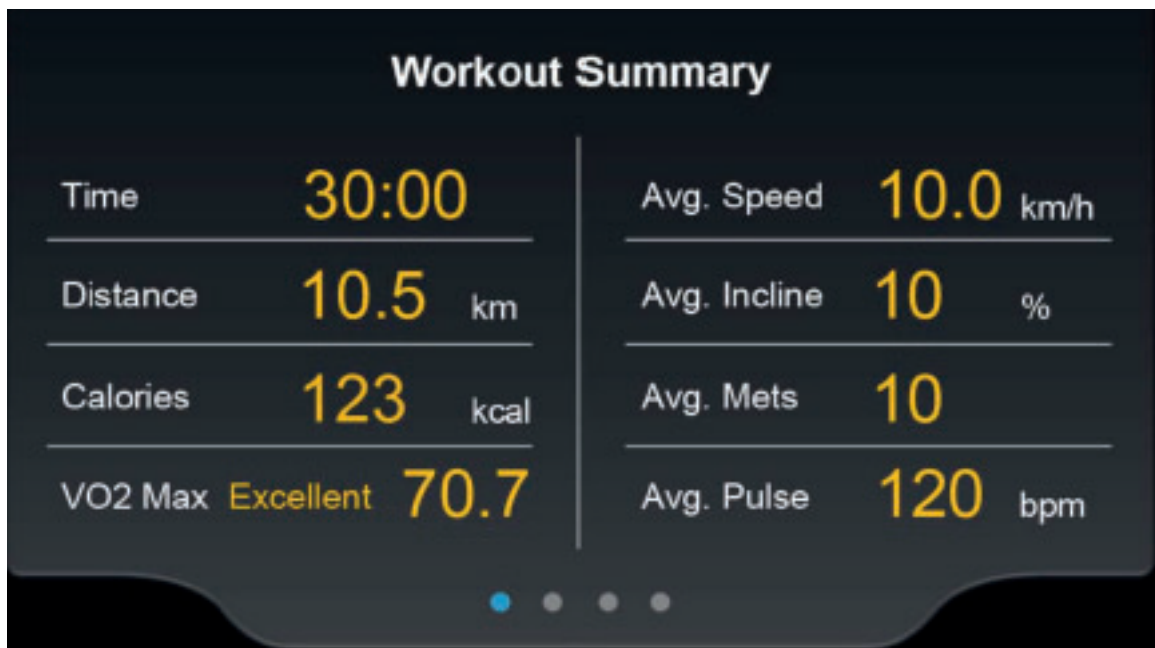 Workout Summary
Time 30:00
Distance 10.5 km
Calories 123 kcal
VO2 Max Excellent 70.7
Avg. Speed 10.0 km/h
Avg. Incline 10 %
Avg. Mets 10
Avg. Pulse 120 bpm